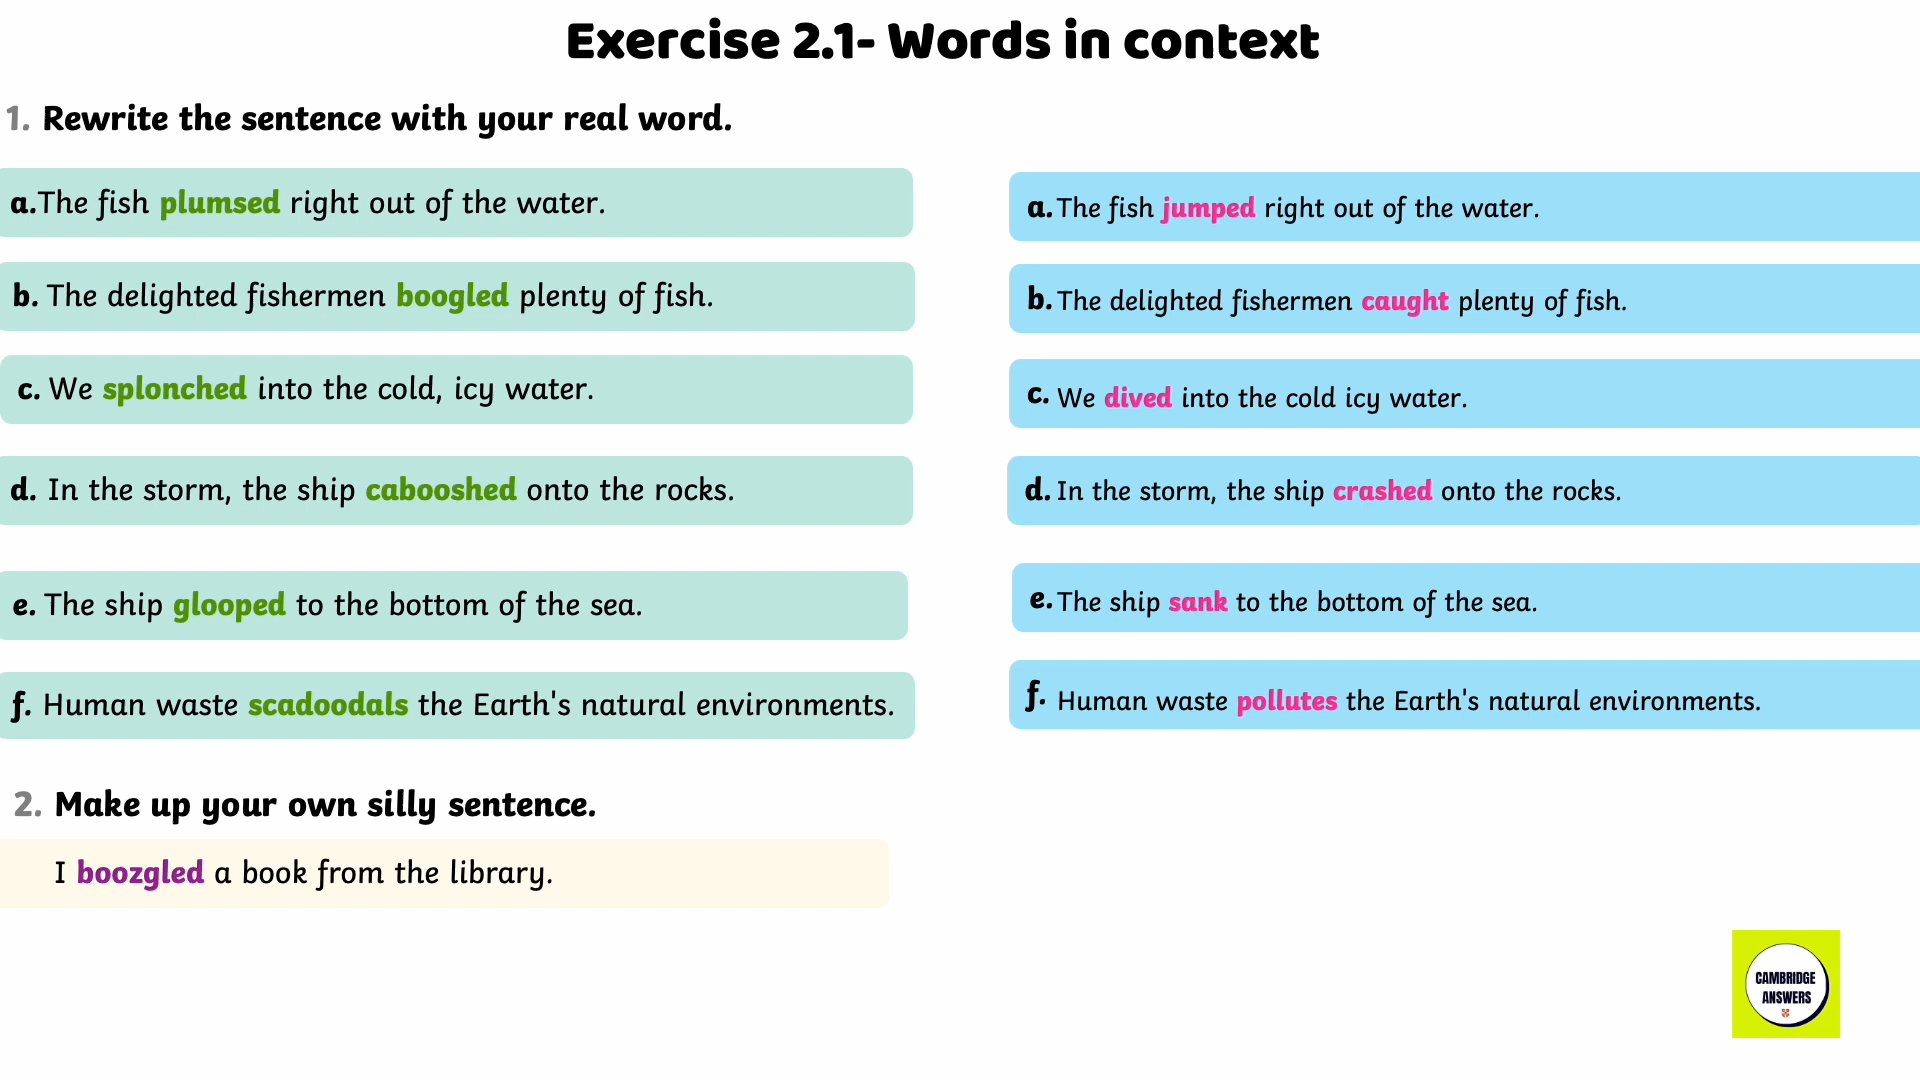 Exercise 2.1- Words in context
1. Rewrite the sentence with your real word.
a.The fish plumsed right out of the water.
b. The delighted fishermen boogled plenty of fish.
c. We splonched into the cold, icy water.
d. In the storm, the ship cabooshed onto the rocks.
e. The ship glooped to the bottom of the sea.
f. Human waste scadoodals the Earth's natural environments.
a. The fish jumped right out of the water.
b. The delighted fishermen caught plenty of fish.
c. We dived into the cold icy water.
d. In the storm, the ship crashed onto the rocks.
e. The ship sank to the bottom of the sea.
f. Human waste pollutes the Earth's natural environments.
2. Make up your own silly sentence.
I boozgled a book from the library.
CAMBRIDGE
ANSWERS